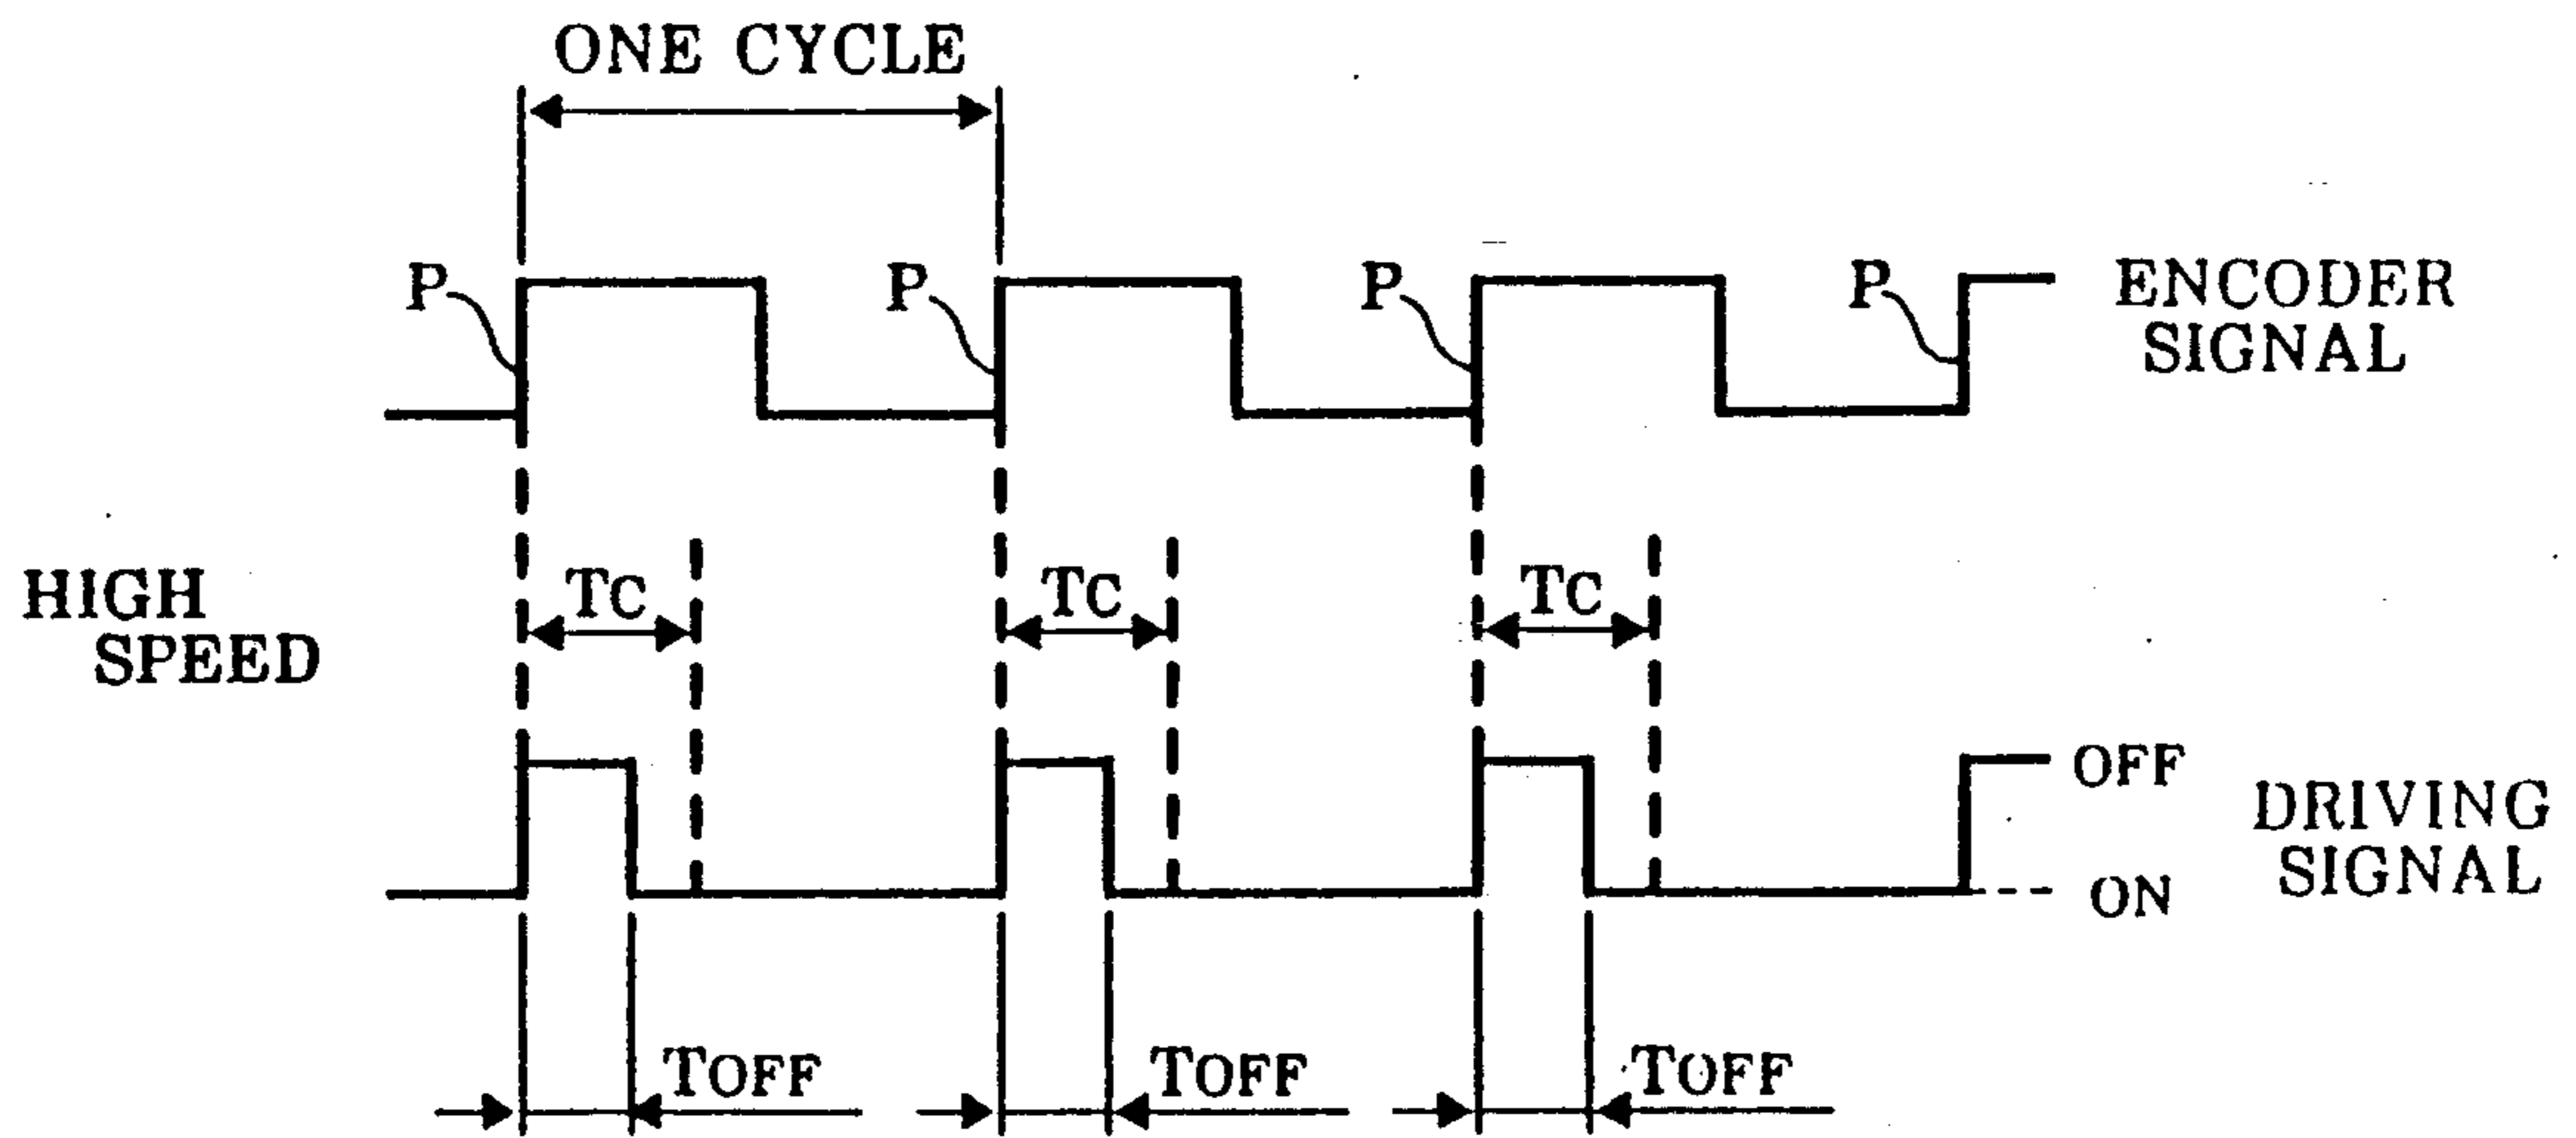 ONE CYCLE
P
P
P
P
ENCODER
SIGNAL
HIGH
SPEED
TC
TC
TC
OFF
ON
DRIVING
SIGNAL
TOFF
TOFF
TOFF